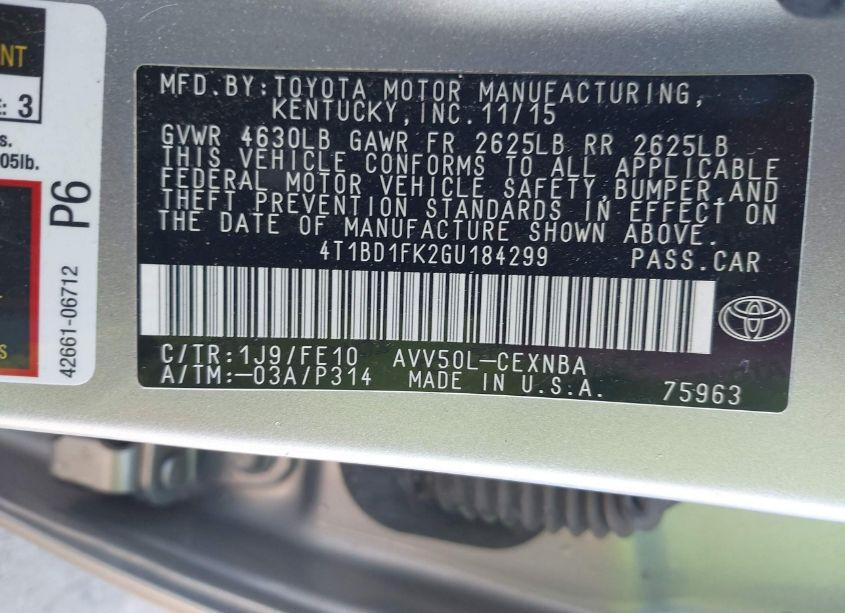 NT
E: 3
s.
05lb.
S
P6
42661-06712
MFD.BY:TOYOTA MOTOR MANUFACTURING,
KENTUCKY,INC.11/15
GVWR 4630LB GAWR FR 2625LB RR 2625LB
THIS VEHICLE CONFORMS TO ALL APPLICABLE
FEDERAL MOTOR VEHICLE SAFETY,BUMPER,AND
THEFT PREVENTION STANDARDS IN EFFECT ON
THE DATE OF MANUFACTURE SHOWN ABOVE.
4T1BD1FK2GU184299 PASS.CAR
C/TR:1J9/FE10 AVV50L-CEXNBA
A/TM:-03A/P314 MADE IN U.S.A. 75963